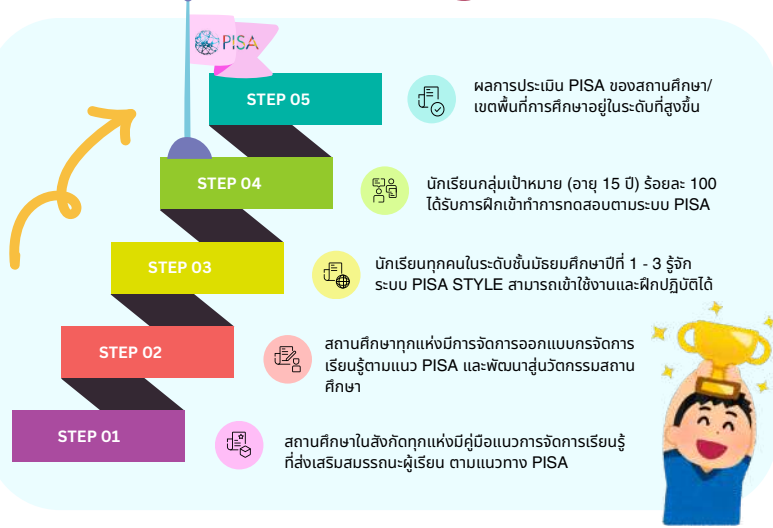 PISA
STEP 05
ผลการประเมิน PISA ของสถานศึกษา/
เขตพื้นที่การศึกษาอยู่ในระดับที่สูงขึ้น
STEP 04
นักเรียนกลุ่มเป้าหมาย (อายุ 15 ปี) ร้อยละ 100
ได้รับการฝึกเข้าทำการทดสอบตามระบบ PISA
STEP 03
นักเรียนทุกคนในระดับชั้นมัธยมศึกษาปีที่ 1 - 3 รู้จัก
ระบบ PISA STYLE สามารถเข้าใช้งานและฝึกปฏิบัติได้
STEP 02
สถานศึกษาทุกแห่งมีการจัดการออกแบบกรจัดการ
เรียนรู้ตามแนว PISA และพัฒนาสู่นวัตกรรมสถาน
ศึกษา
STEP 01
สถานศึกษาในสังกัดทุกแห่งมีคู่มือแนวการจัดการเรียนรู้
ที่ส่งเสริมสมรรถนะผู้เรียน ตามแนวทาง PISA